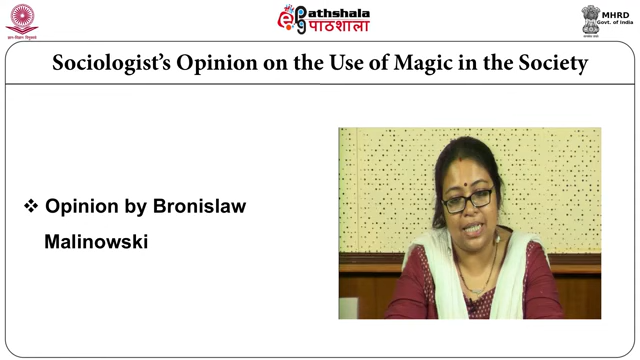 ePathshala
पाठशाला
MHRD
Govt. of India
Sociologist's Opinion on the Use of Magic in the Society
❖ Opinion by Bronislaw
Malinowski